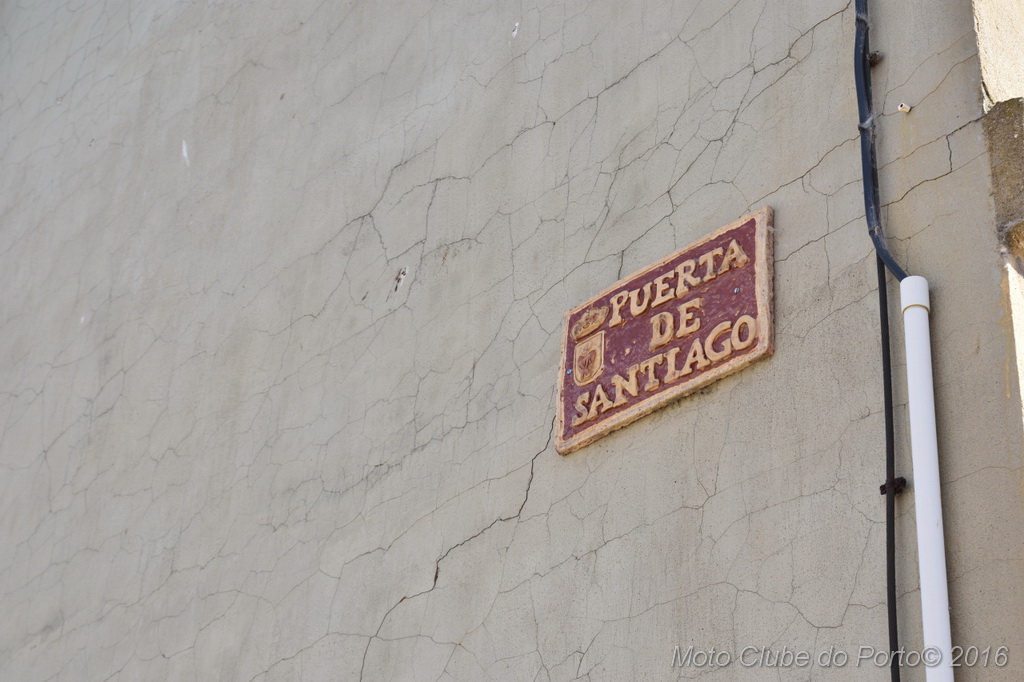 PUERTA
DE
SANTIAGO
Moto Clube do Porto© 2016